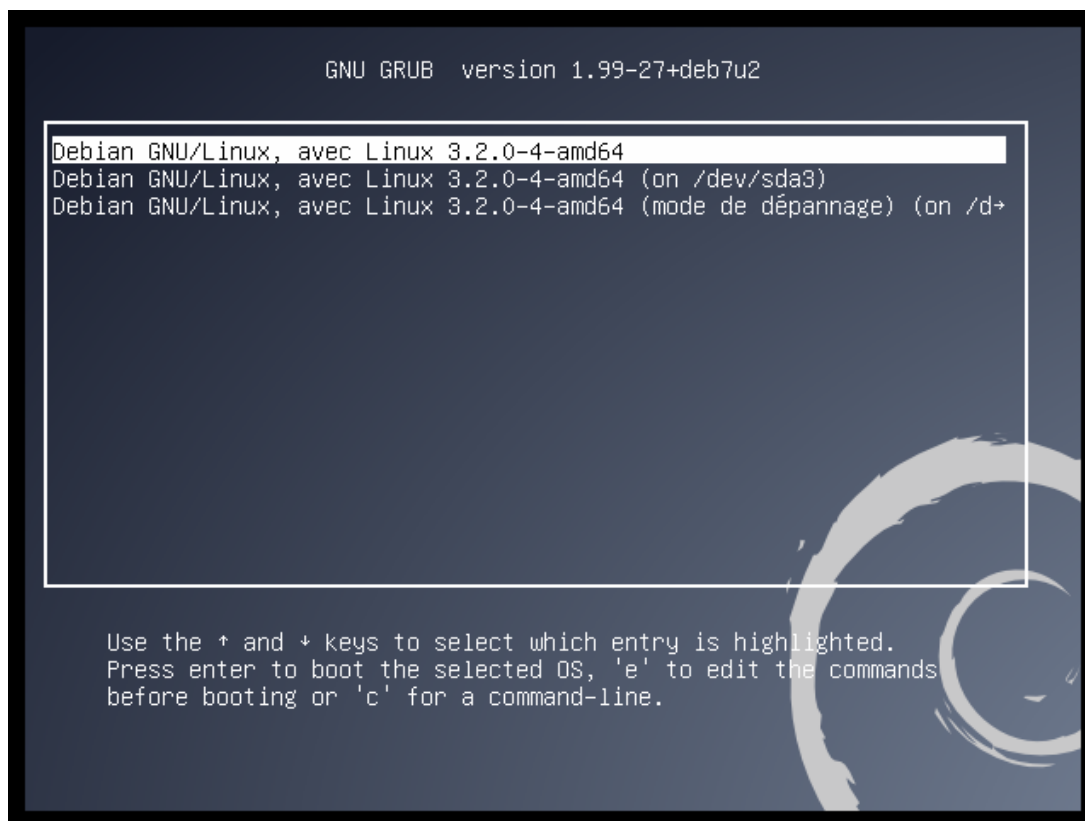 GNU GRUB  version 1.99-27+deb7u2
Debian GNU/Linux, avec Linux 3.2.0-4-amd64
Debian GNU/Linux, avec Linux 3.2.0-4-amd64 (on /dev/sda3)
Debian GNU/Linux, avec Linux 3.2.0-4-amd64 (mode de dépannage) (on /d→
Use the ↑ and ↓ keys to select which entry is highlighted.
Press enter to boot the selected OS, 'e' to edit the commands
before booting or 'c' for a command-line.